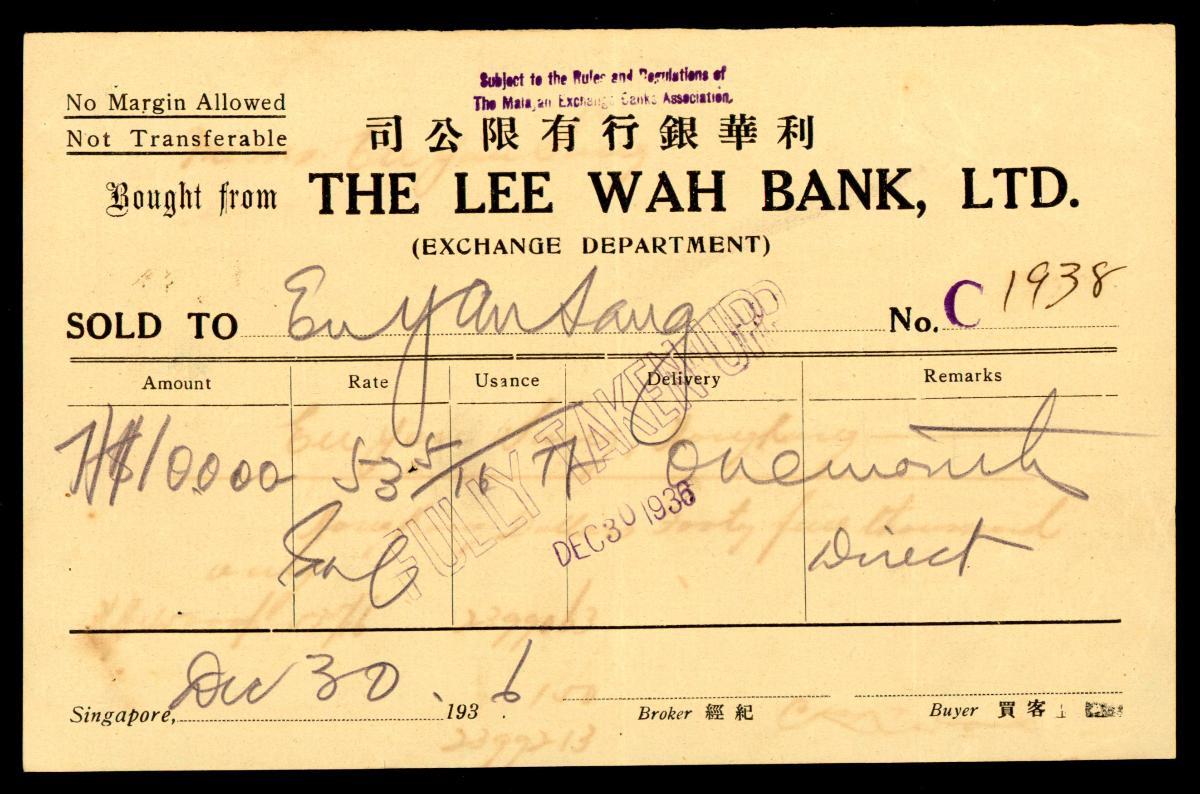 Subject to the Rules and Regulations of
The Malayan Exchange Banks Association.
No Margin Allowed
Not Transferable
司公限有行銀華利
Bought from THE LEE WAH BANK, LTD.
(EXCHANGE DEPARTMENT)
SOLD TO Eu Yan Sang No. C 1938
Amount Rate Usance Delivery Remarks
H$10000 53 5/16 TT One month
FULLY TAKEN UP
DEC 30 1936
Direct
Singapore, Dec 30. 1936
Broker 經紀 Buyer 買客